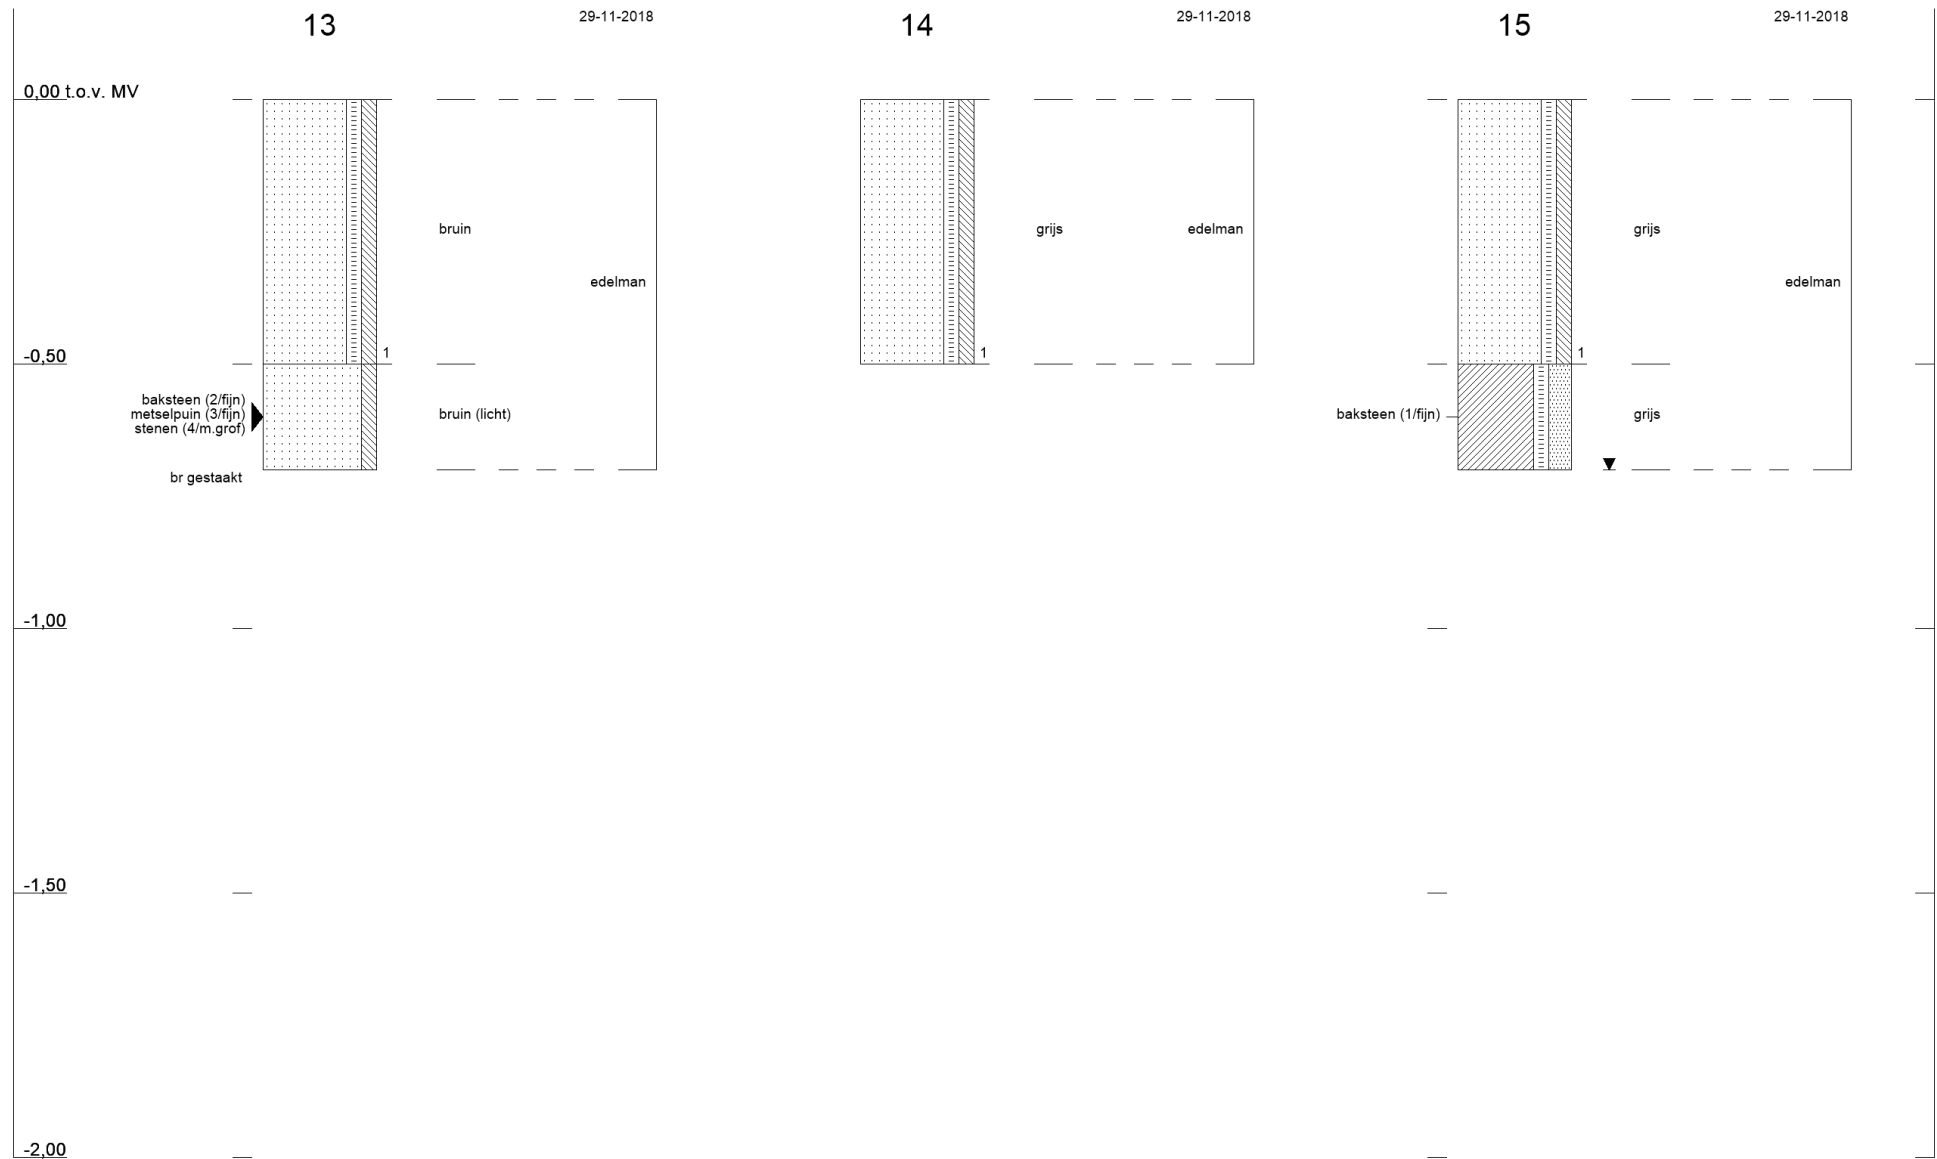 13
29-11-2018
14
29-11-2018
15
29-11-2018
0,00 t.o.v. MV
bruin
grijs
edelman
grijs
edelman
edelman
1
1
1
-0,50
baksteen (2/fijn)
metselpuin (3/fijn)
stenen (4/m.grof)
bruin (licht)
baksteen (1/fijn)
grijs
br gestaakt
-1,00
-1,50
-2,00